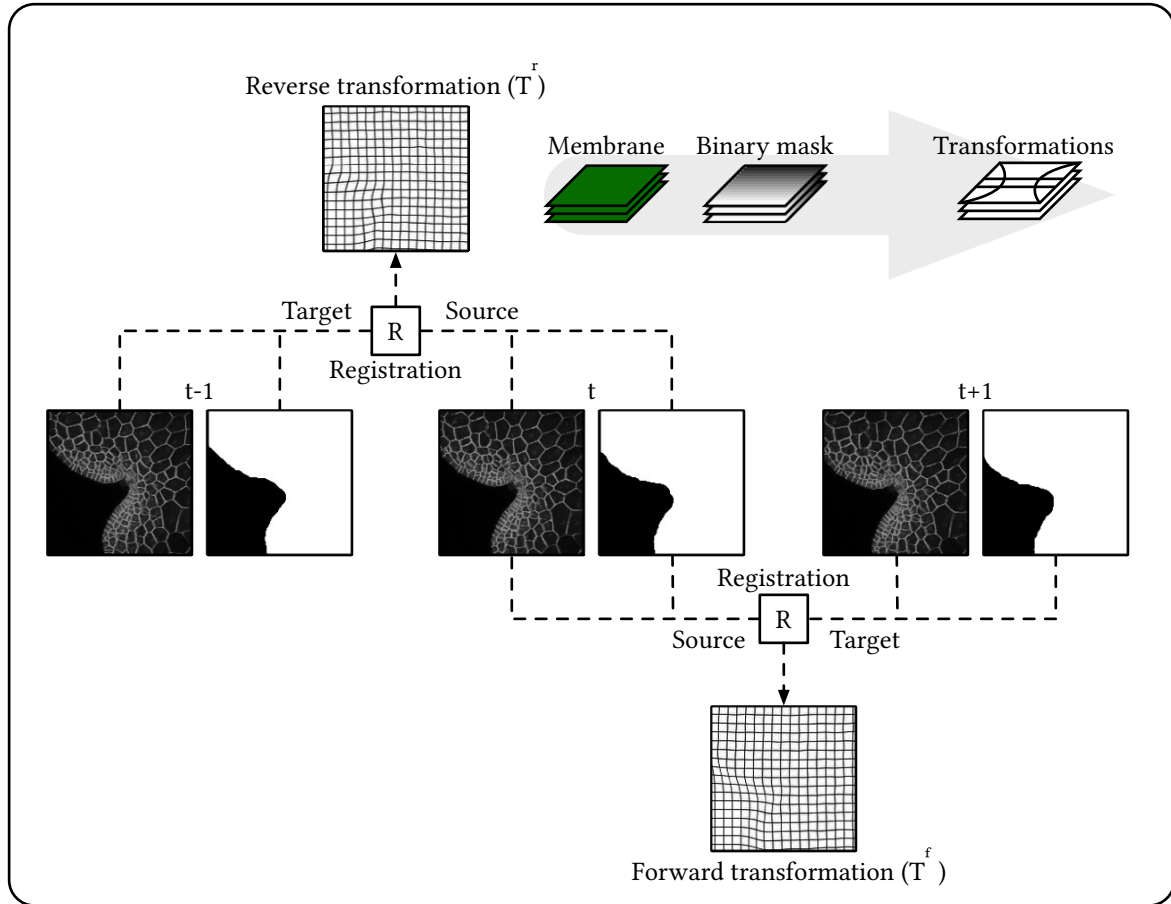 Reverse transformation (T^r)
Membrane
Binary mask
Transformations
Target
R
Source
Registration
t-1
t
t+1
Registration
R
Source
Target
Forward transformation (T^f)